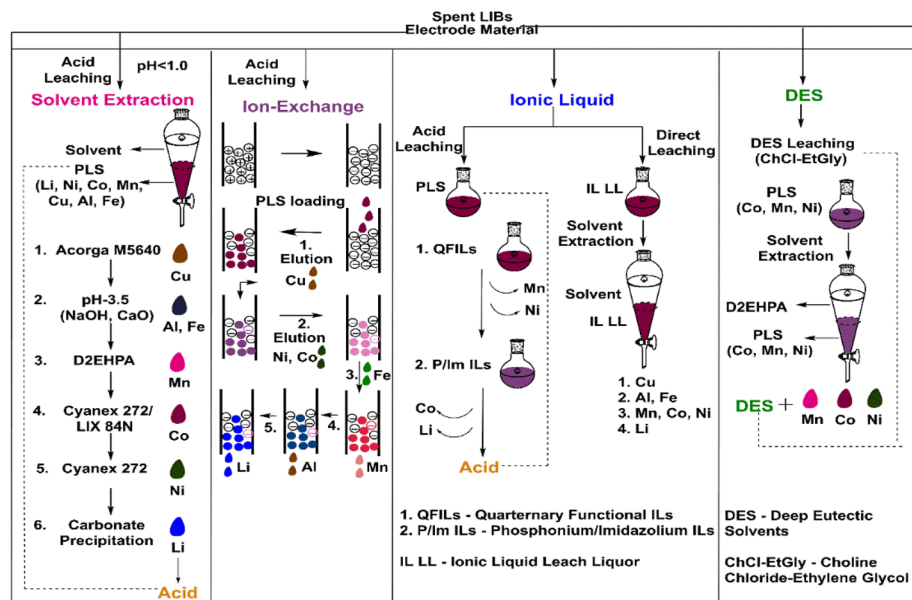 Spent LIBs
Electrode Material
Acid
Leaching
pH<1.0
Solvent Extraction
Solvent
PLS
(Li, Ni, Co, Mn,
Cu, Al, Fe)
1. Acorga M5640
Cu
2. pH-3.5
(NaOH, CaO)
Al, Fe
3. D2EHPA
Mn
4. Cyanex 272/
LIX 84N
Co
5. Cyanex 272
Ni
6. Carbonate
Precipitation
Li
Acid
Acid
Leaching
Ion-Exchange
PLS loading
1.
Elution
Cu
2.
Elution
Ni, Co
3. Fe
4.
5.
Li
Al
Mn
Ionic Liquid
Acid
Leaching
Direct
Leaching
PLS
IL LL
1. QFILs
Mn
Ni
2. P/Im ILs
Co
Li
Acid
Solvent
Extraction
Solvent
IL LL
1. Cu
2. Al, Fe
3. Mn, Co, Ni
4. Li
1. QFILs - Quarternary Functional ILs
2. P/Im ILs - Phosphonium/Imidazolium ILs
IL LL - Ionic Liquid Leach Liquor
DES
DES Leaching
(ChCl-EtGly)
PLS
(Co, Mn, Ni)
Solvent
Extraction
D2EHPA
PLS
(Co, Mn, Ni)
DES +
Mn Co Ni
DES - Deep Eutectic
Solvents
ChCl-EtGly - Choline
Chloride-Ethylene Glycol